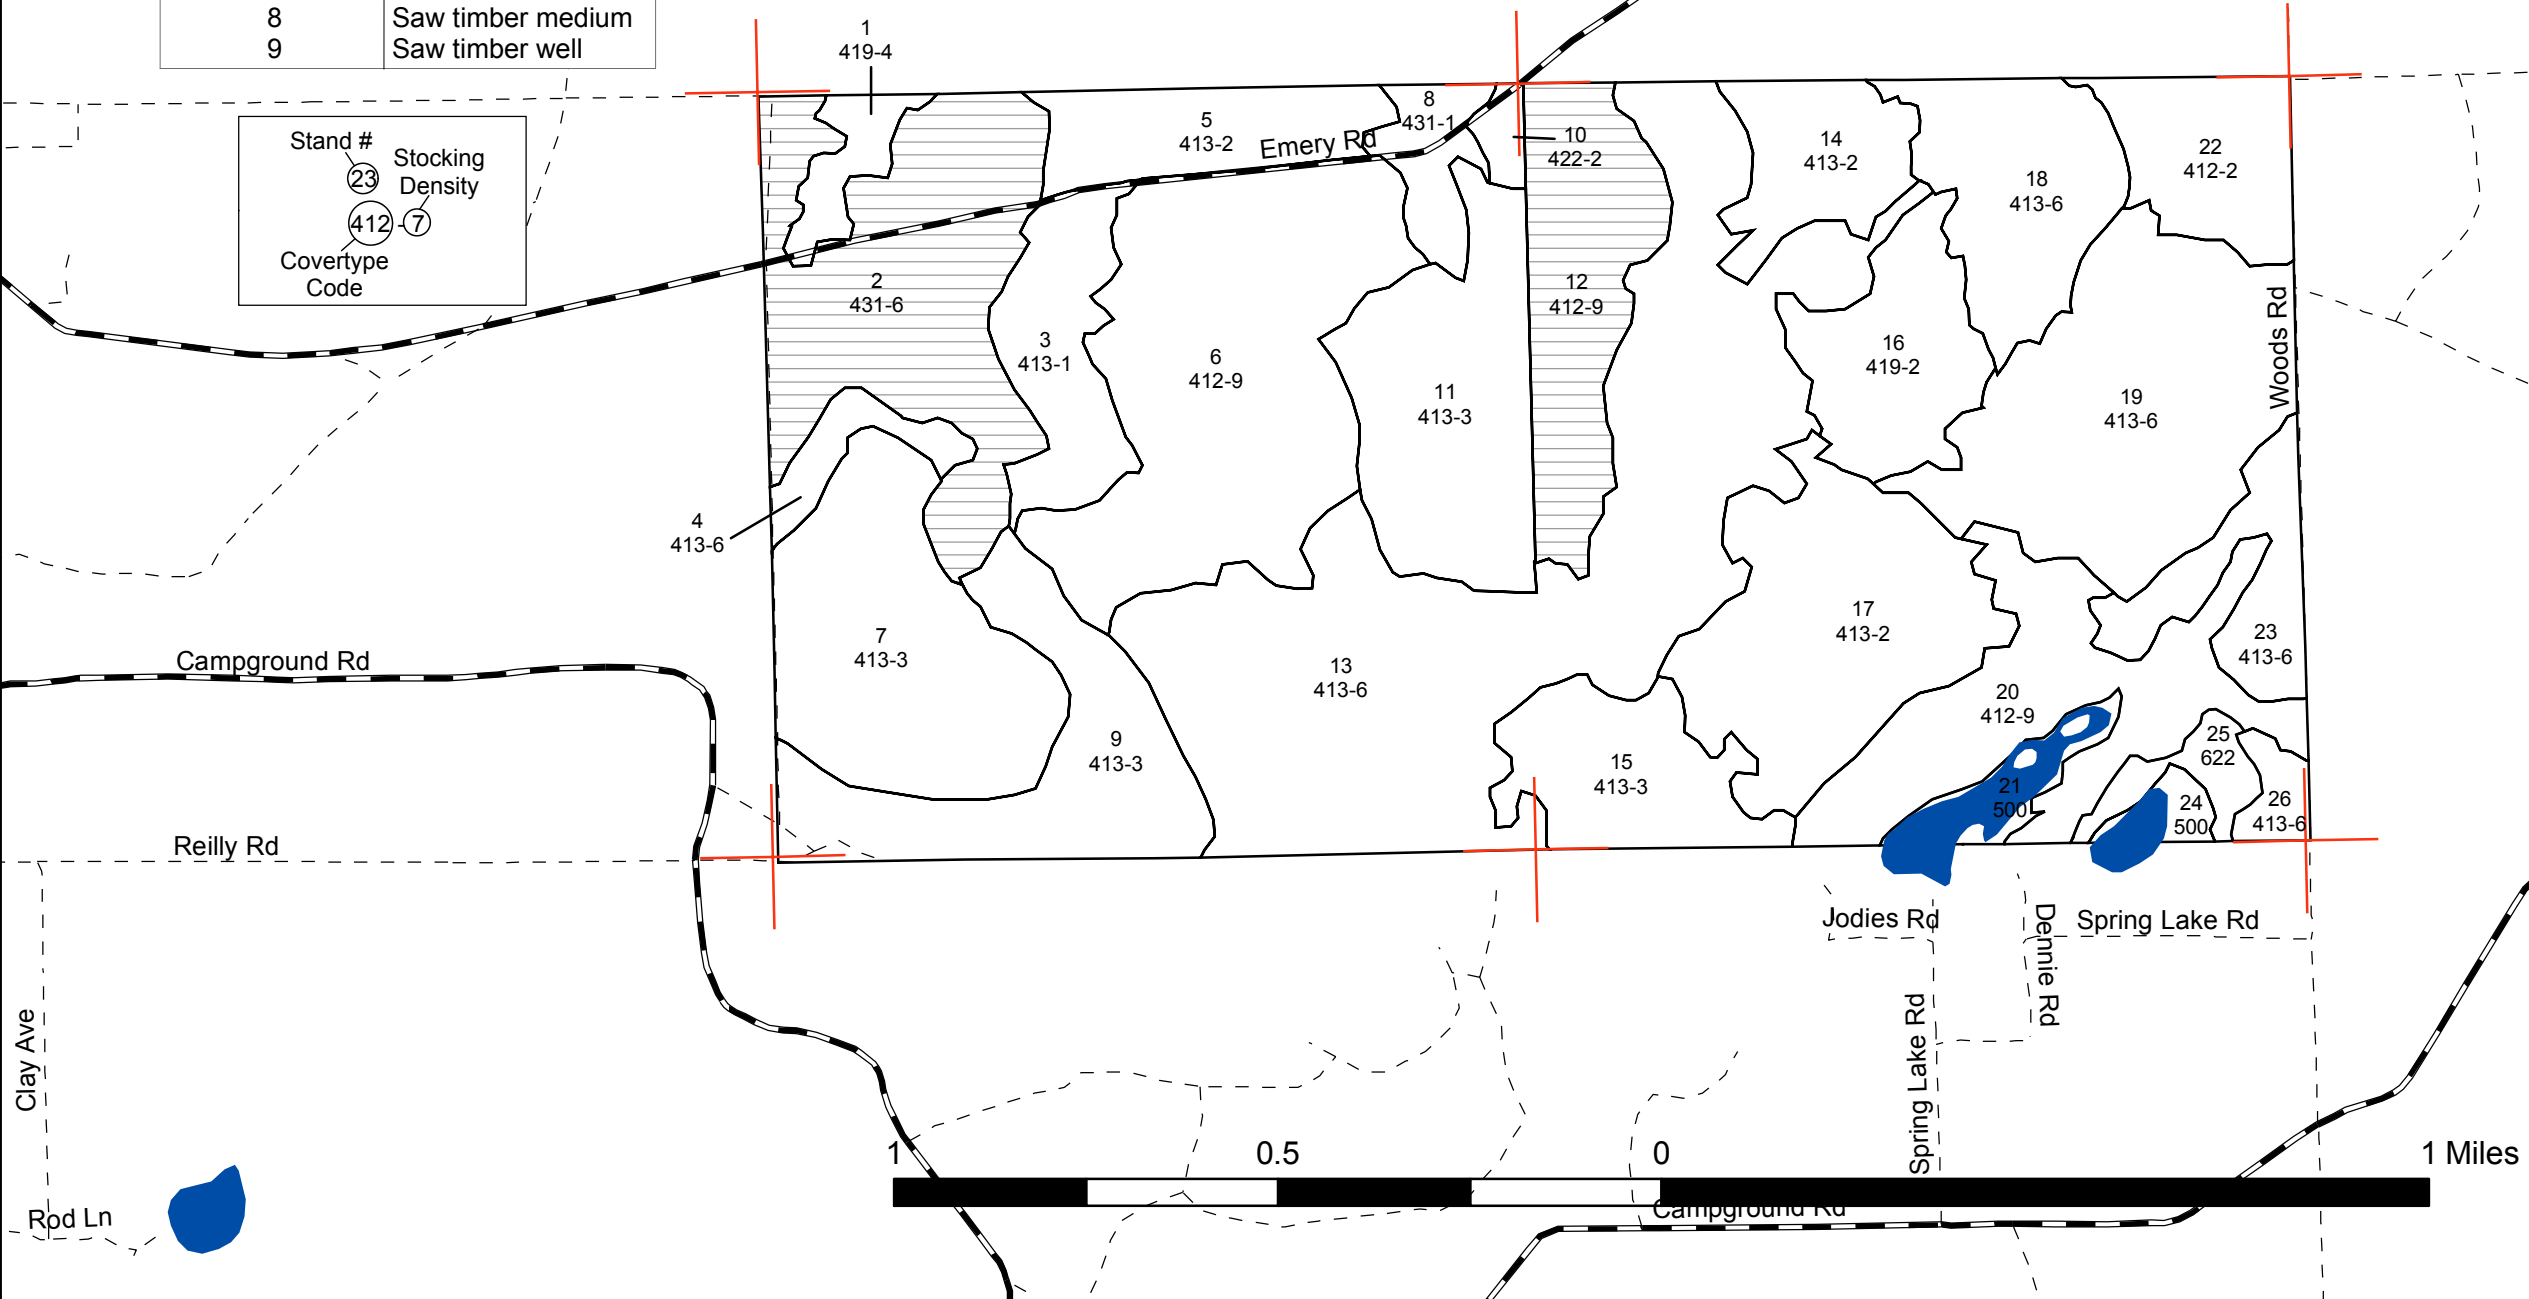 8 Saw timber medium
9 Saw timber well
Stand #
23
Stocking
Density
412 - 7
Covertype
Code
1
419-4
2
431-6
3
413-1
4
413-6
5
413-2
Emery Rd
6
412-9
7
413-3
8
431-1
9
413-3
10
422-2
11
413-3
12
412-9
13
413-6
14
413-2
15
413-3
16
419-2
17
413-2
18
413-6
19
413-6
20
412-9
21
500
22
412-2
23
413-6
24
500
25
622
26
413-6
Woods Rd
Campground Rd
Reilly Rd
Clay Ave
Rod Ln
Jodies Rd
Dennie Rd
Spring Lake Rd
Spring Lake Rd
1 0.5 0 1 Miles
Campground Rd